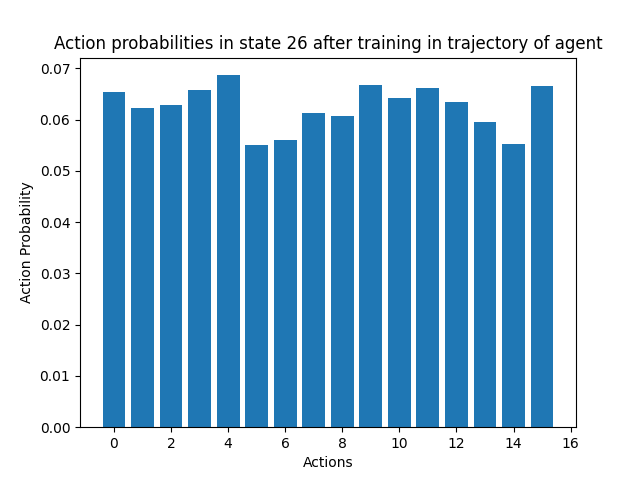 Action probabilities in state 26 after training in trajectory of agent
0.07
0.06
0.05
0.04
0.03
0.02
0.01
0.00
Action Probability
0 2 4 6 8 10 12 14 16
Actions